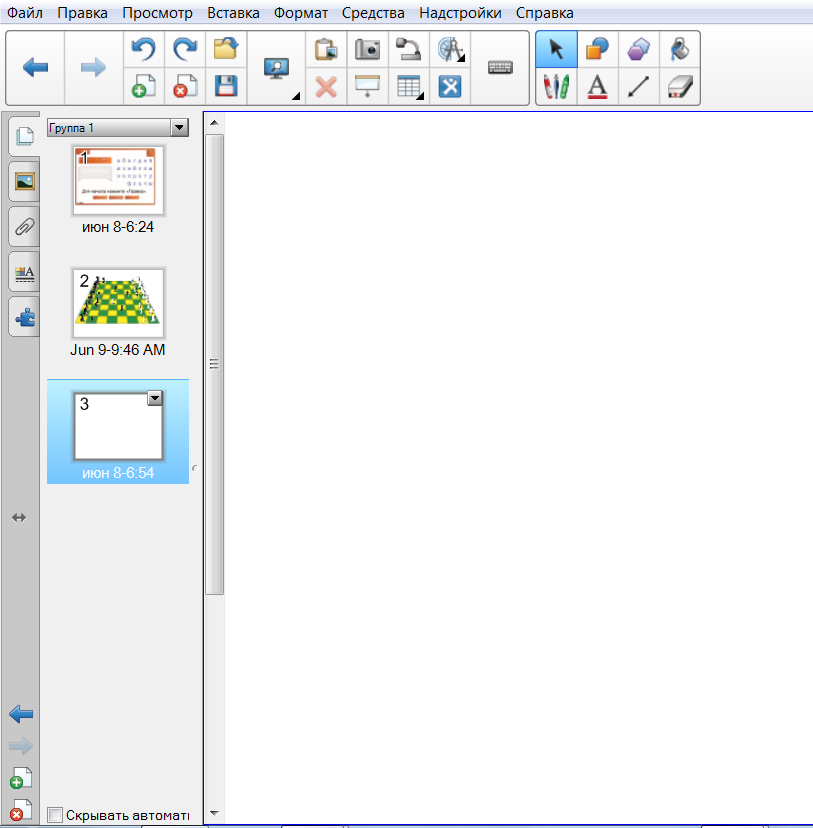 Файл Правка Просмотр Вставка Формат Средства Надстройки Справка
Группа 1
1
Для начала нажмите «Правка».
июн 8-6:24
2
Jun 9-9:46 AM
3
июн 8-6:54
Скрывать автомати